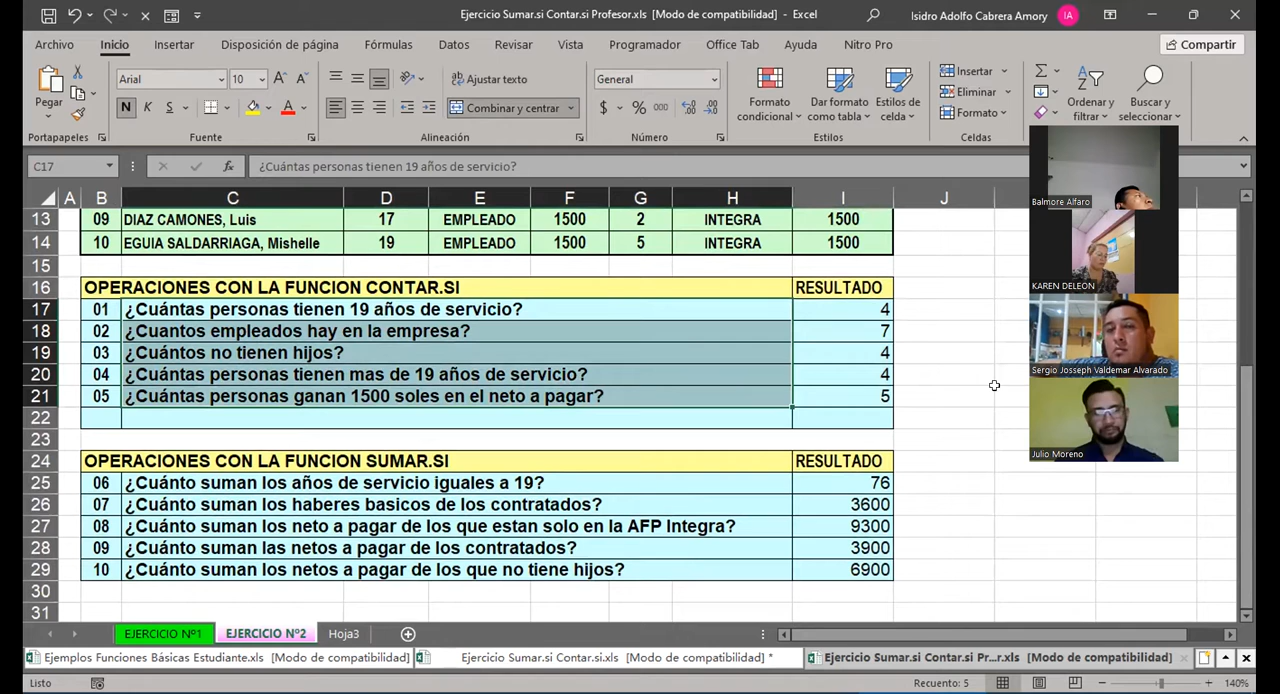 Ejercicio Sumar.si Contar.si Profesor.xls [Modo de compatibilidad] - Excel
Isidro Adolfo Cabrera Amory IA
Archivo Inicio Insertar Disposición de página Fórmulas Datos Revisar Vista Programador Office Tab Ayuda Nitro Pro Compartir
Pegar
Arial 10
Ajustar texto
General
Formato condicional
Dar formato como tabla
Estilos de celda
Insertar
Eliminar
Formato
Ordenar y filtrar
Buscar y seleccionar
N K S
Combinar y centrar
$ % 000
Portapapeles Fuente Alineación Número Estilos Celdas
C17 fx ¿Cuántas personas tienen 19 años de servicio?
A B C D E F G H I J
13 09 DIAZ CAMONES, Luis 17 EMPLEADO 1500 2 INTEGRA 1500
14 10 EGUIA SALDARRIAGA, Mishelle 19 EMPLEADO 1500 5 INTEGRA 1500
15
16 OPERACIONES CON LA FUNCION CONTAR.SI RESULTADO
17 01 ¿Cuántas personas tienen 19 años de servicio? 4
18 02 ¿Cuantos empleados hay en la empresa? 7
19 03 ¿Cuántos no tienen hijos? 4
20 04 ¿Cuántas personas tienen mas de 19 años de servicio? 4
21 05 ¿Cuántas personas ganan 1500 soles en el neto a pagar? 5
22
23
24 OPERACIONES CON LA FUNCION SUMAR.SI RESULTADO
25 06 ¿Cuánto suman los años de servicio iguales a 19? 76
26 07 ¿Cuánto suman los haberes basicos de los contratados? 3600
27 08 ¿Cuánto suman los neto a pagar de los que estan solo en la AFP Integra? 9300
28 09 ¿Cuánto suman las netos a pagar de los contratados? 3900
29 10 ¿Cuánto suman los netos a pagar de los que no tiene hijos? 6900
30
31
Balmore Alfaro
KAREN DELEON
Sergio Josseph Valdemar Alvarado
Julio Moreno
EJERCICIO Nº1 EJERCICIO Nº2 Hoja3
Ejemplos Funciones Básicas Estudiante.xls [Modo de compatibilidad] Ejercicio Sumar.si Contar.si.xls [Modo de compatibilidad] * Ejercicio Sumar.si Contar.si Pr...r.xls [Modo de compatibilidad]
Listo Recuento: 5 140%